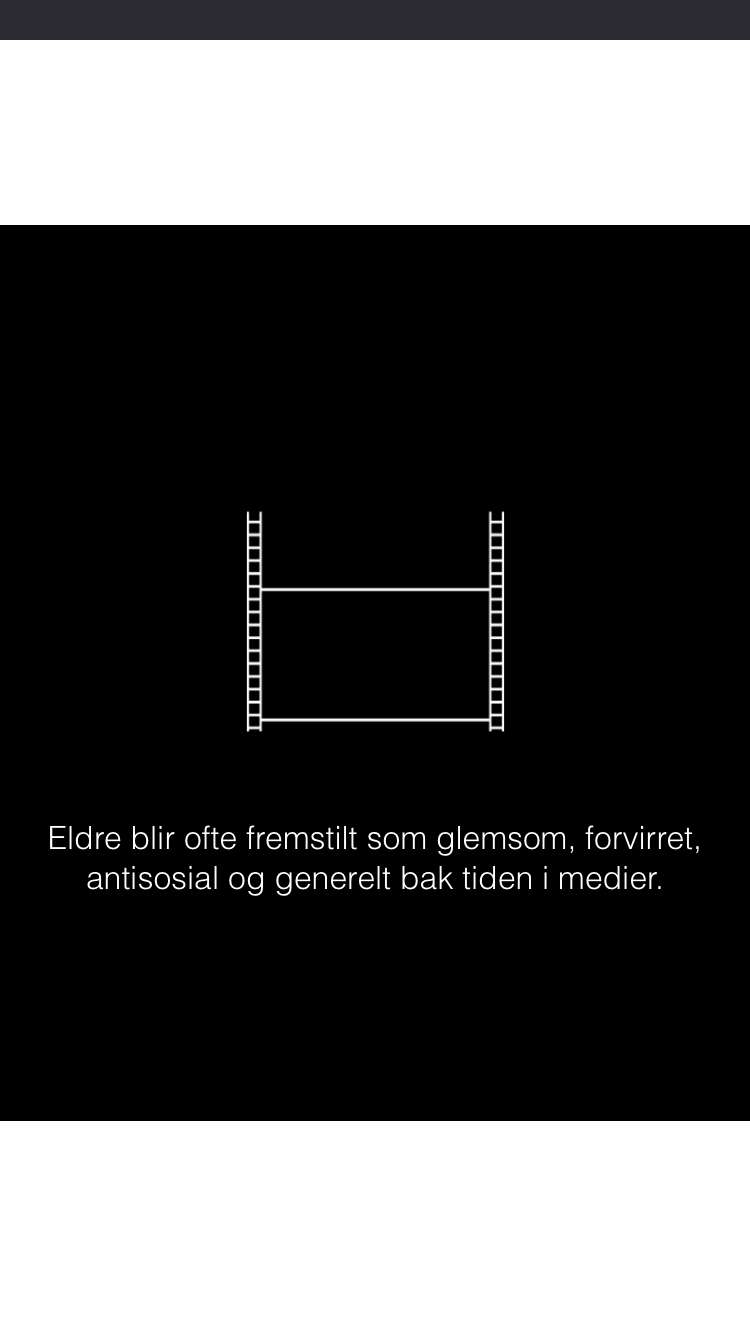 Eldre blir ofte fremstilt som glemsom, forvirret,
antisosial og generelt bak tiden i medier.